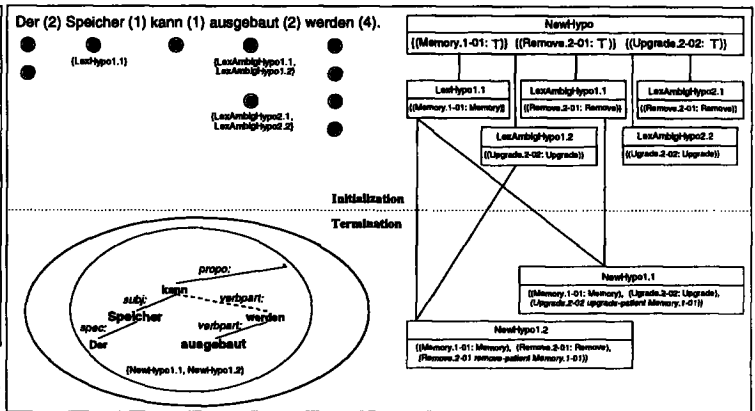 Der (2) Speicher (1) kann (1) ausgebaut (2) werden (4).
{LexHypo1.1}
{LexAmbigHypo1.1,
LexAmbigHypo1.2}
{LexAmbigHypo2.1,
LexAmbigHypo2.2}
NewHypo
{(Memory.1-01: T)} {(Remove.2-01: T)} {(Upgrade.2-02: T)}
LexHypo1.1
{(Memory.1-01: Memory)}
LexAmbigHypo1.1
{(Remove.2-01: Remove)}
LexAmbigHypo2.1
{(Remove.2-01: Remove)}
LexAmbigHypo1.2
{(Upgrade.2-02: Upgrade)}
LexAmbigHypo2.2
{(Ugrade.2-02: Upgrade)}
Initialization
Termination
propo:
kann
subj:
verbpart:
Speicher
werden
spec:
verbpart:
Der
ausgebaut
{NewHypo1.1, NewHypo1.2}
NewHypo1.1
{(Memory.1-01: Memory), (Ugrade.2-02: Upgrade),
(Upgrade.2-02 upgrade-patient Memory.1-01)}
NewHypo1.2
{(Memory.1-01: Memory), (Remove.2-01: Remove),
(Remove.2-01 remove-patient Memory.1-01)}